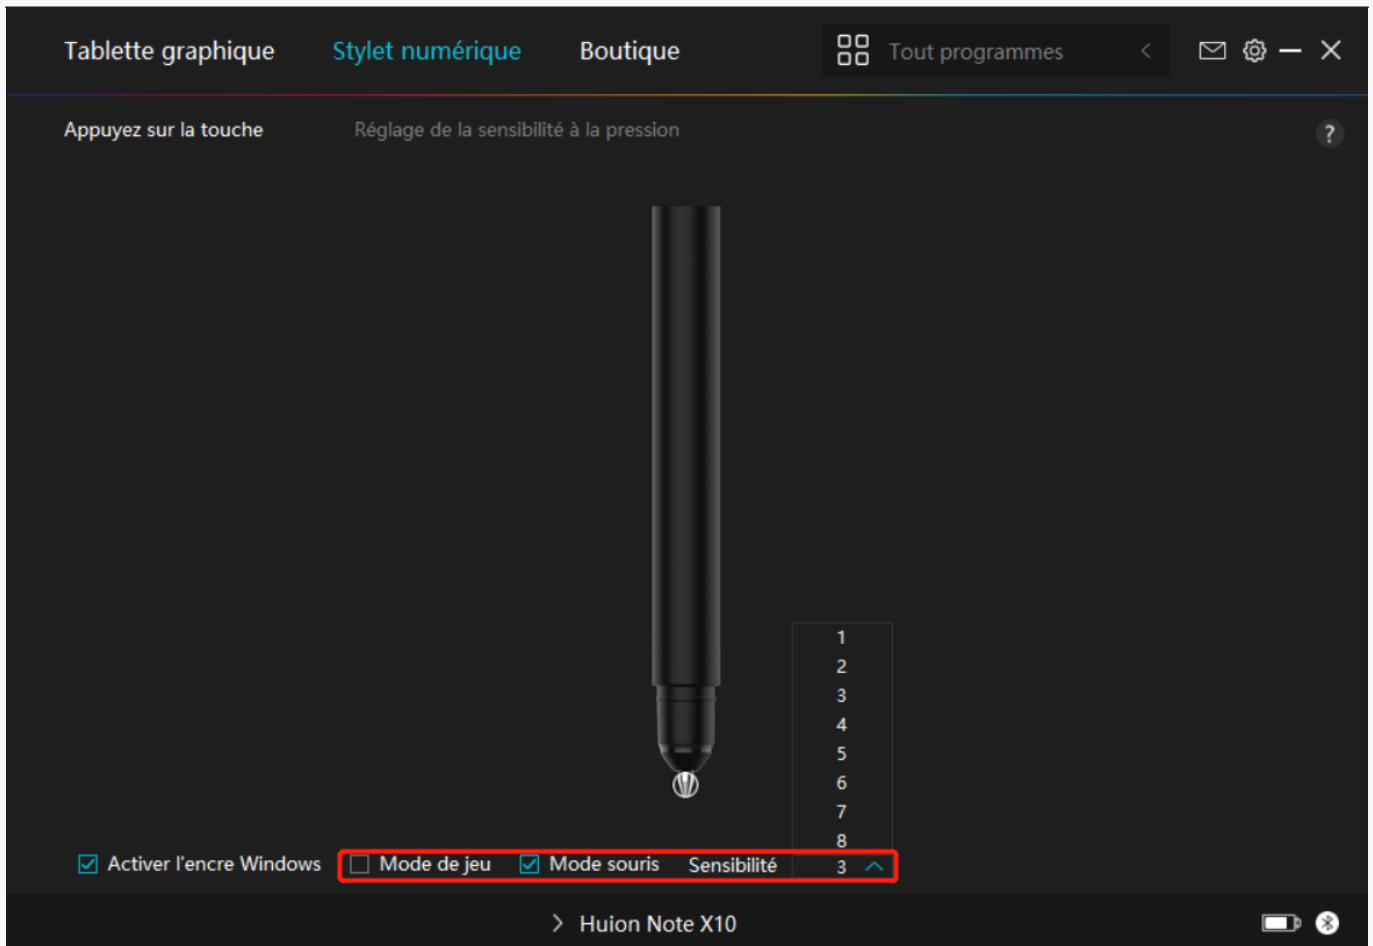 Tablette graphique Stylet numérique Boutique Tout programmes
Appuyez sur la touche Réglage de la sensibilité à la pression ?
1
2
3
4
5
6
7
8
Activer l'encre Windows Mode de jeu Mode souris Sensibilité 3
Huion Note X10